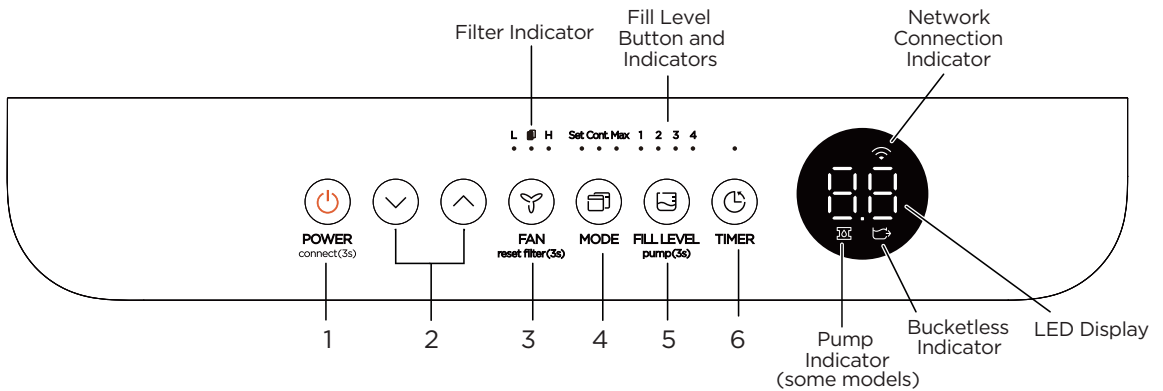 Filter Indicator
Fill Level
Button and
Indicators
Network
Connection
Indicator
L H Set Cont. Max 1 2 3 4
8.8
POWER
connect(3s)
FAN
reset filter(3s)
MODE
FILL LEVEL
pump(3s)
TIMER
1 2 3 4 5 6
Pump
Indicator
(some models)
Bucketless
Indicator
LED Display